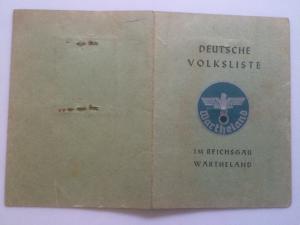 DEUTSCHE
VOLKSLISTE
Wartheland
IM REICHSGAU
WARTHELAND